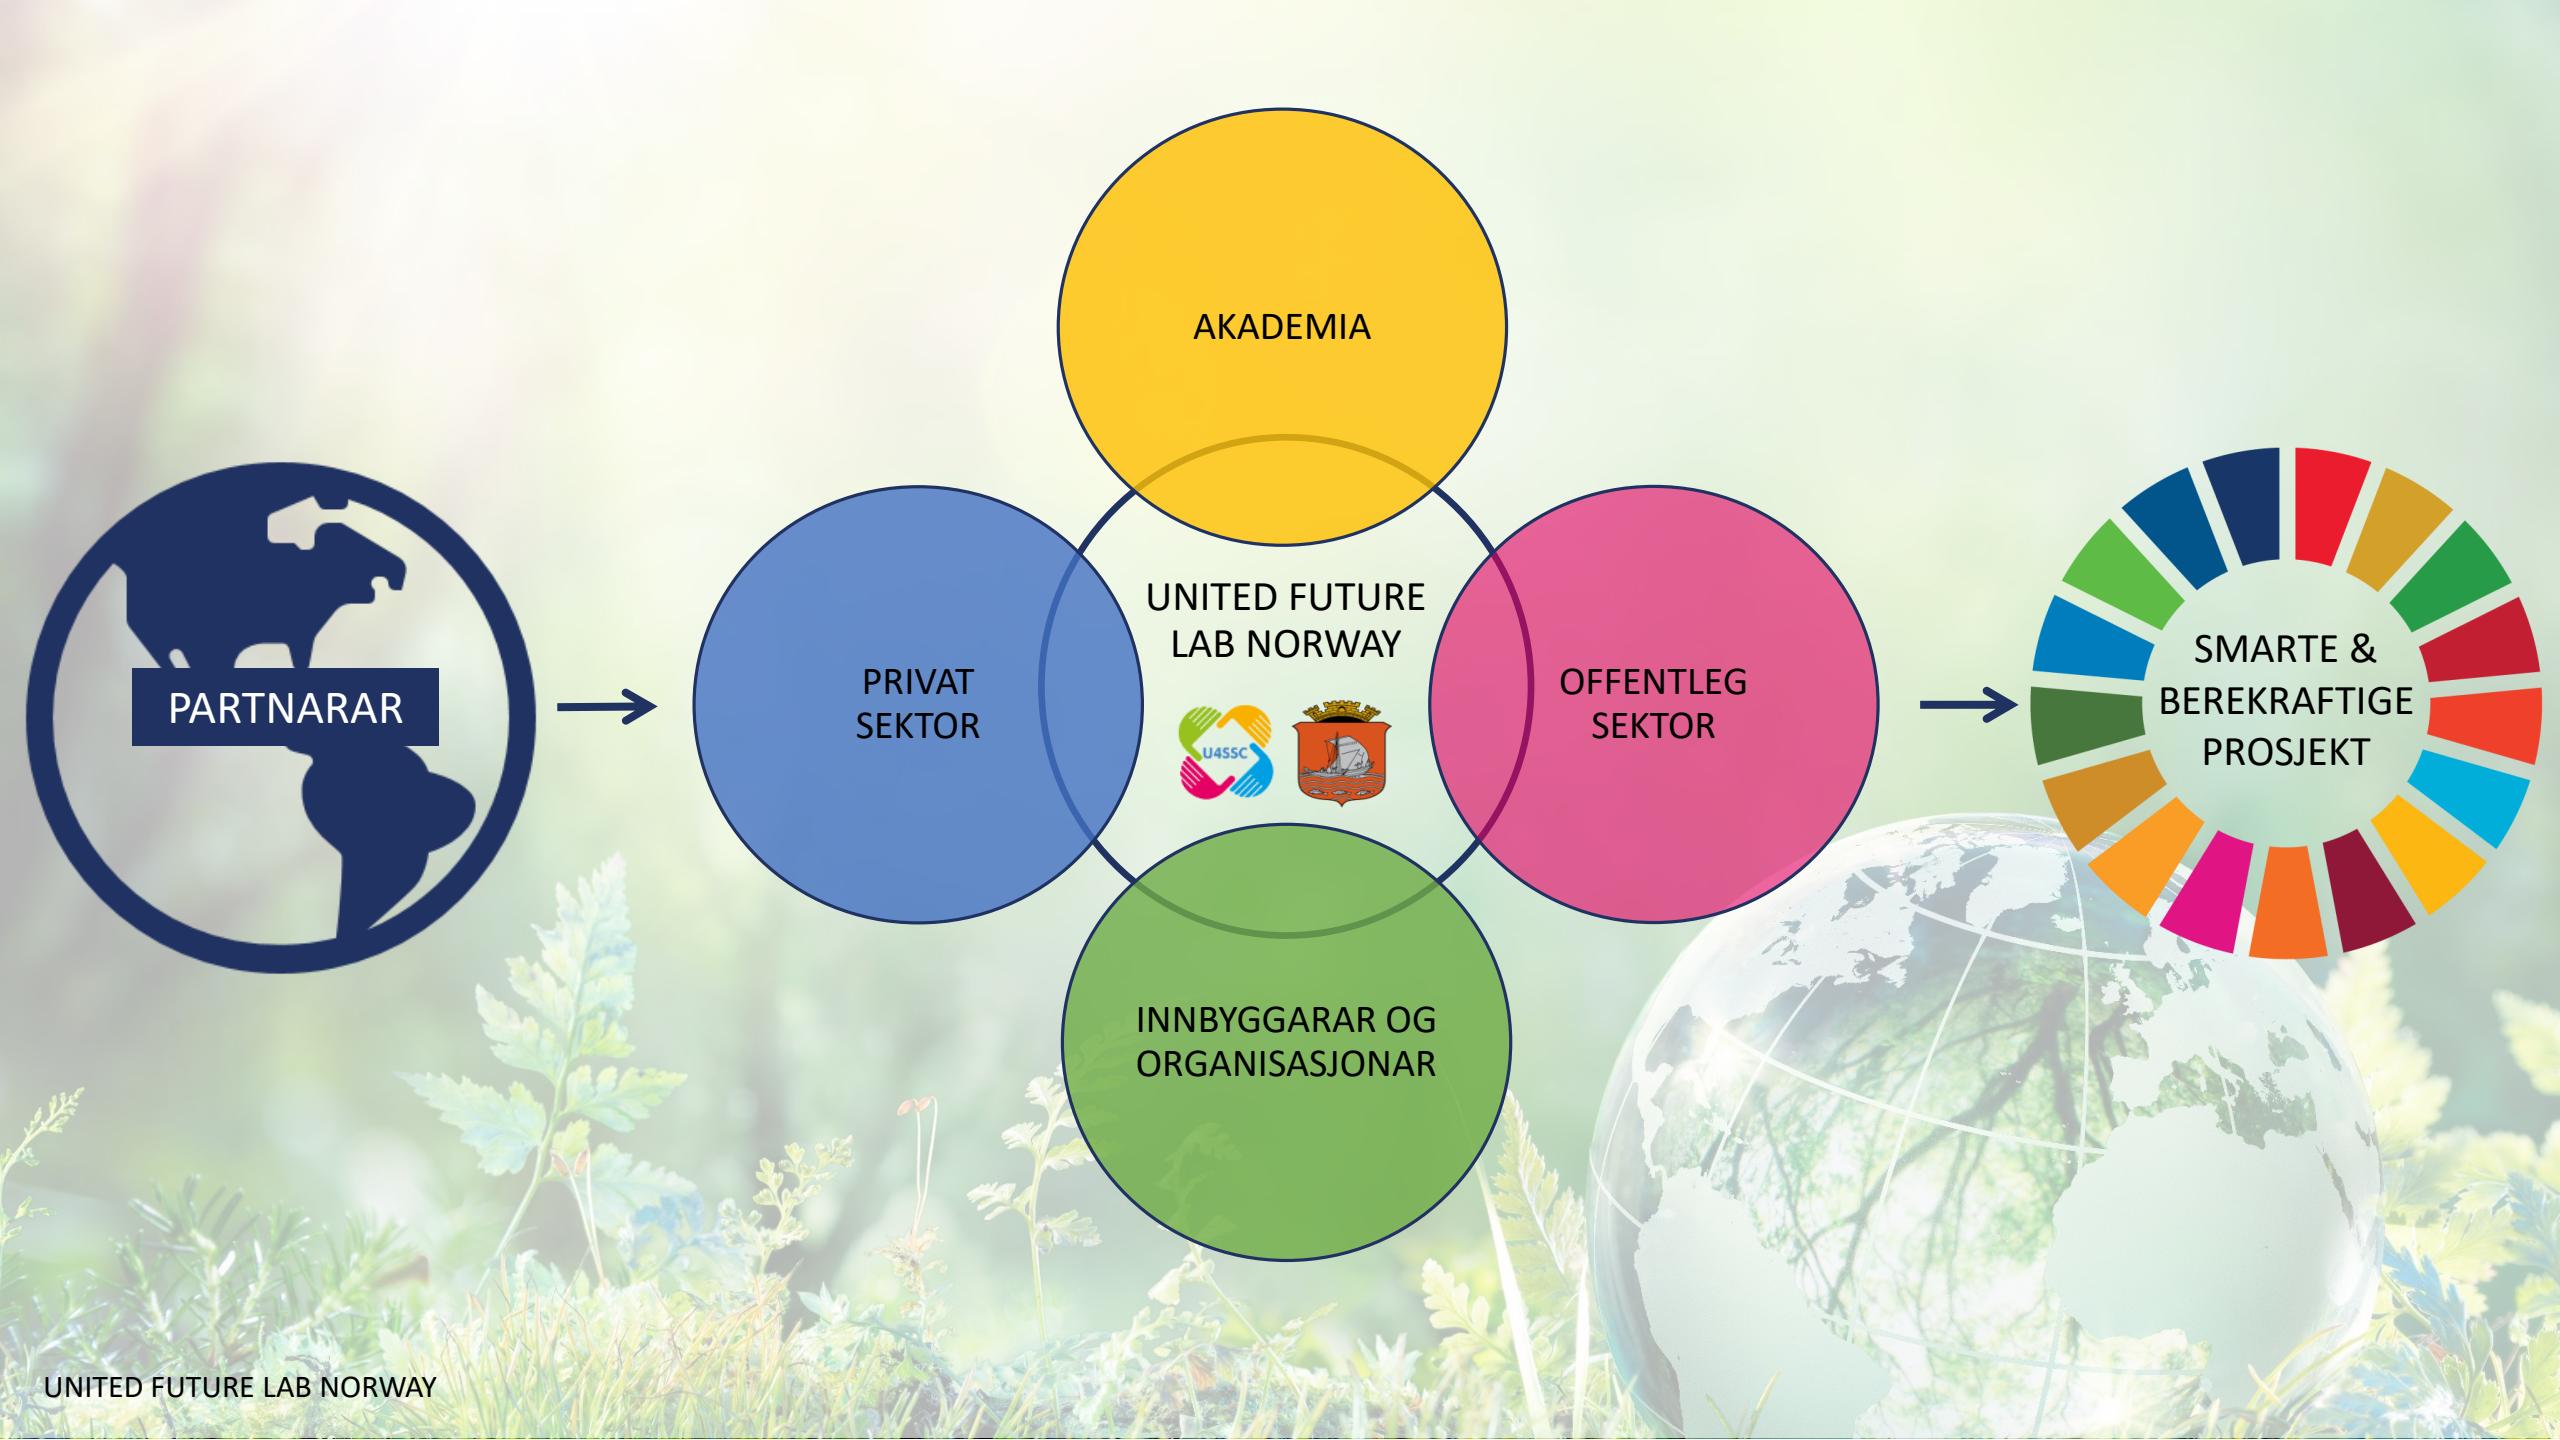 AKADEMIA
PARTNARAR
PRIVAT
SEKTOR
UNITED FUTURE
LAB NORWAY
U4SSC
OFFENTLEG
SEKTOR
SMARTE &
BEREKRAFTIGE
PROSJEKT
INNBYGGARAR OG
ORGANISASJONAR
UNITED FUTURE LAB NORWAY